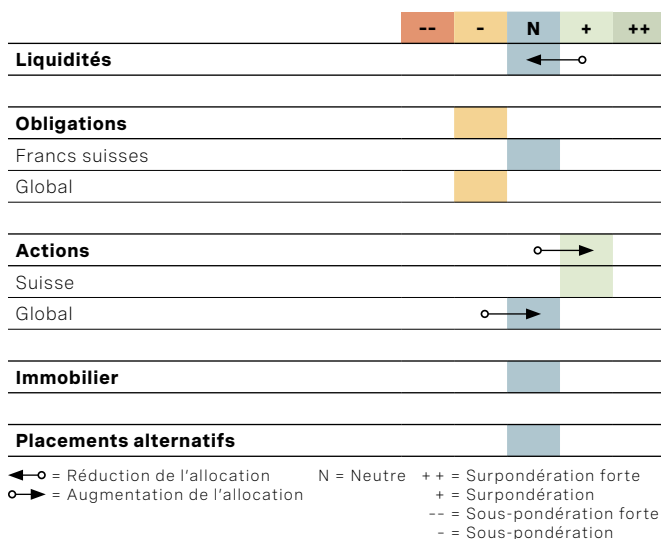 -- - N + ++
Liquidités
Obligations
Francs suisses
Global
Actions
Suisse
Global
Immobilier
Placements alternatifs
= Réduction de l'allocation N = Neutre ++ = Surpondération forte
= Augmentation de l'allocation + = Surpondération
-- = Sous-pondération forte
- = Sous-pondération